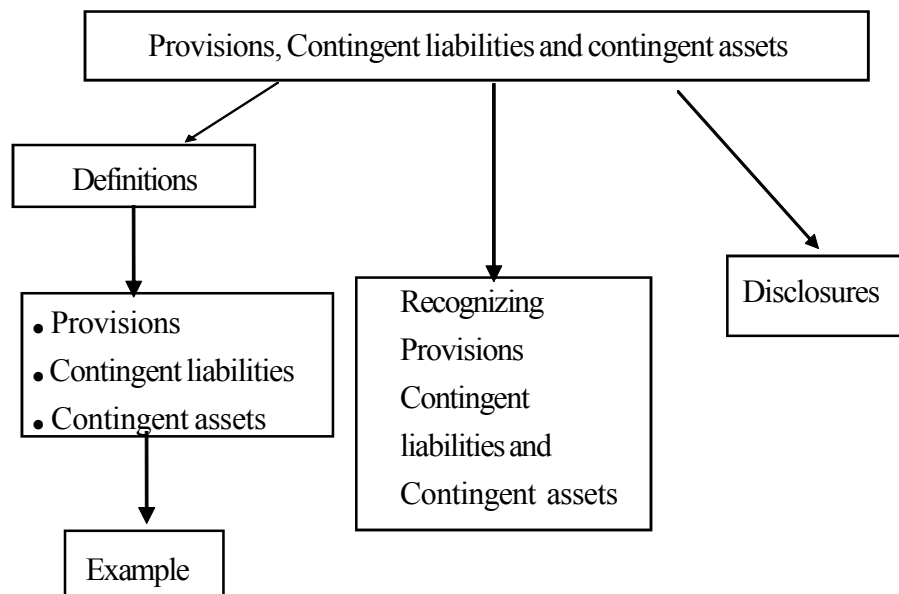 Provisions, Contingent liabilities and contingent assets
Definitions
• Provisions
• Contingent liabilities
• Contingent assets
Example
Recognizing
Provisions
Contingent
liabilities and
Contingent assets
Disclosures